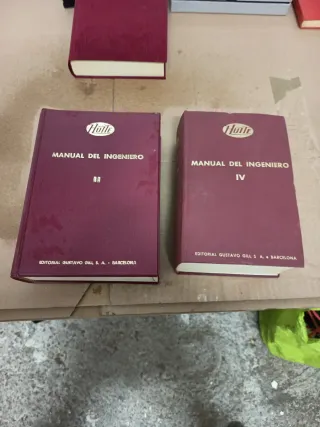 Hütte
MANUAL DEL INGENIERO
II
EDITORIAL GUSTAVO GILI, S. A. - BARCELONA
Hütte
MANUAL DEL INGENIERO
IV
EDITORIAL GUSTAVO GILI, S. A. • BARCELONA